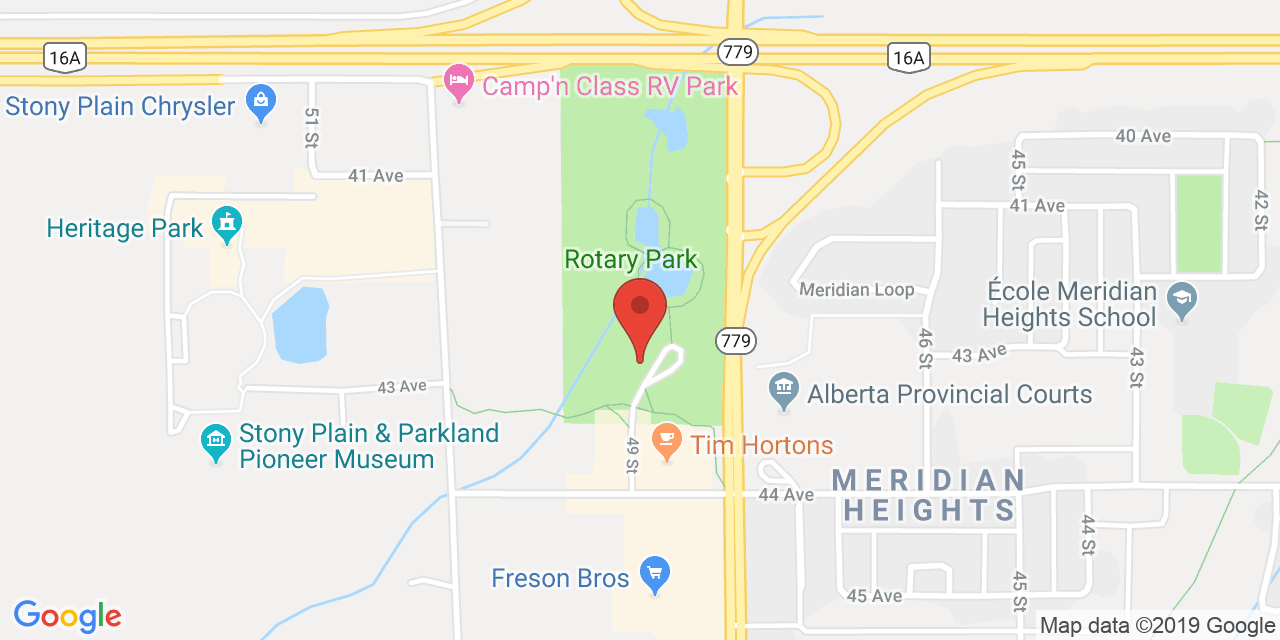 16A
779
16A
Camp'n Class RV Park
Stony Plain Chrysler
51 St
40 Ave
45 St
41 Ave
42 St
41 Ave
Heritage Park
Rotary Park
Meridian Loop
École Meridian
Heights School
46 St
779
43 Ave
43 St
43 Ave
Alberta Provincial Courts
Stony Plain & Parkland
Pioneer Museum
49 St
Tim Hortons
MERIDIAN
HEIGHTS
44 Ave
44 St
Freson Bros
45 Ave
45 St
Google
Map data ©2019 Google